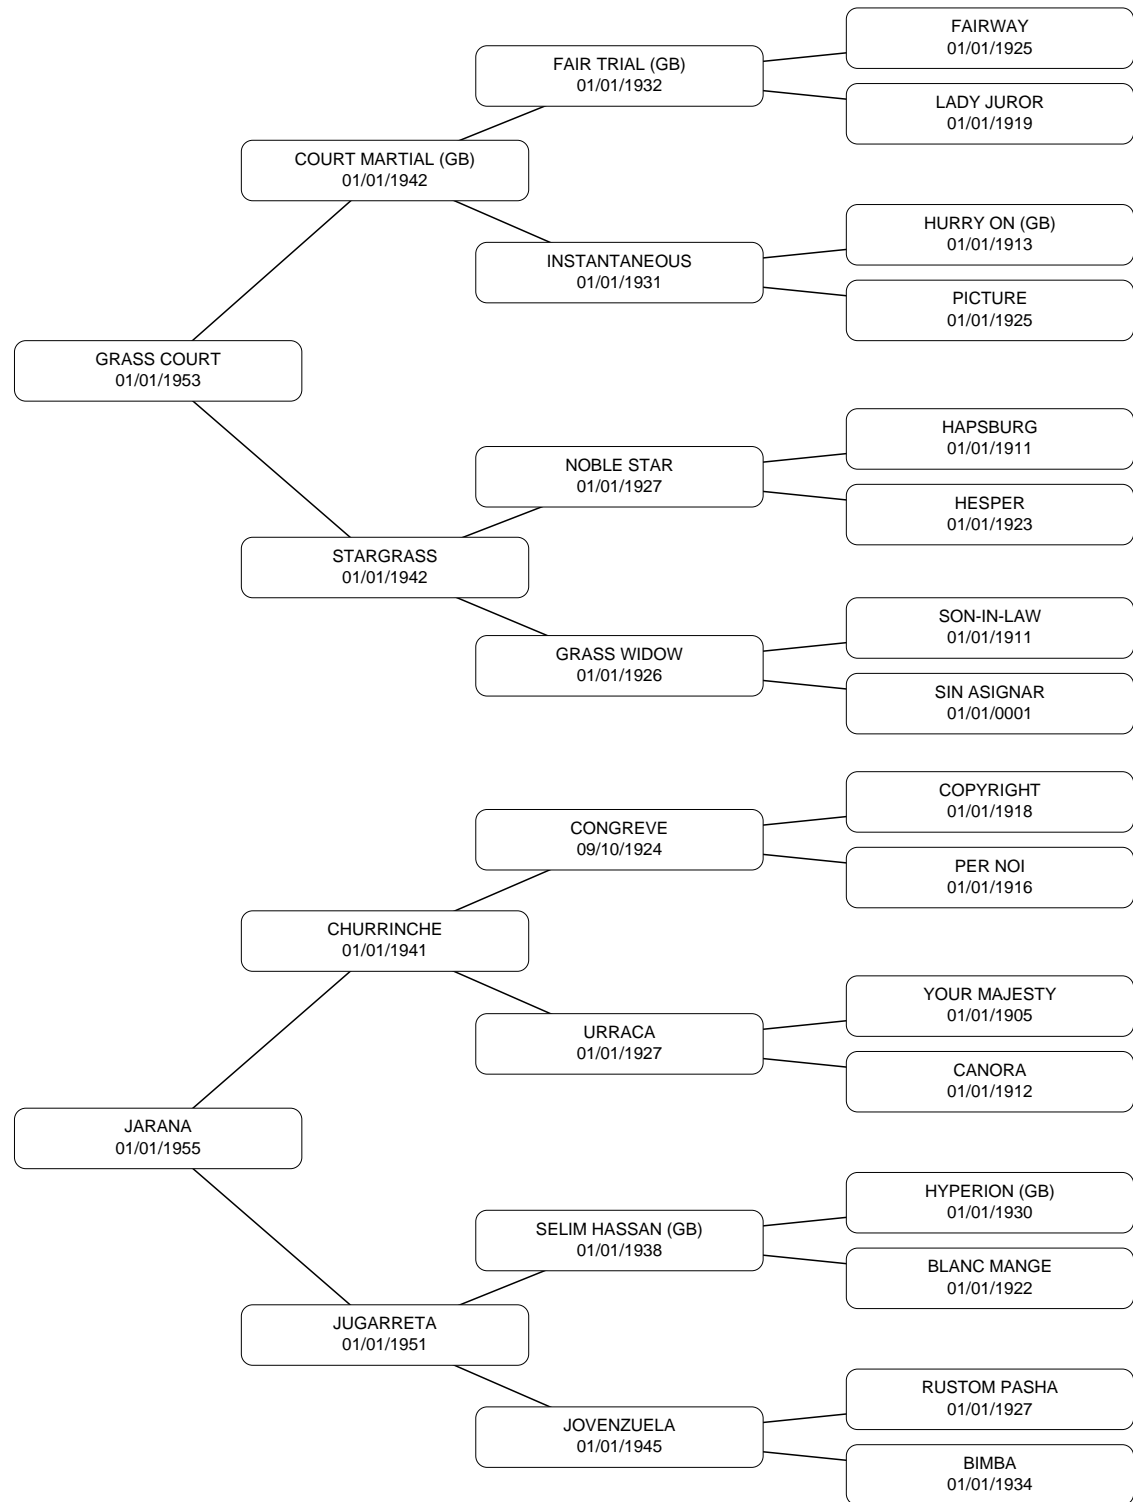 FAIRWAY
01/01/1925
FAIR TRIAL (GB)
01/01/1932
LADY JUROR
01/01/1919
COURT MARTIAL (GB)
01/01/1942
HURRY ON (GB)
01/01/1913
INSTANTANEOUS
01/01/1931
PICTURE
01/01/1925
GRASS COURT
01/01/1953
HAPSBURG
01/01/1911
NOBLE STAR
01/01/1927
HESPER
01/01/1923
STARGRASS
01/01/1942
SON-IN-LAW
01/01/1911
GRASS WIDOW
01/01/1926
SIN ASIGNAR
01/01/0001
COPYRIGHT
01/01/1918
CONGREVE
09/10/1924
PER NOI
01/01/1916
CHURRINCHE
01/01/1941
YOUR MAJESTY
01/01/1905
URRACA
01/01/1927
CANORA
01/01/1912
JARANA
01/01/1955
HYPERION (GB)
01/01/1930
SELIM HASSAN (GB)
01/01/1938
BLANC MANGE
01/01/1922
JUGARRETA
01/01/1951
RUSTOM PASHA
01/01/1927
JOVENZUELA
01/01/1945
BIMBA
01/01/1934